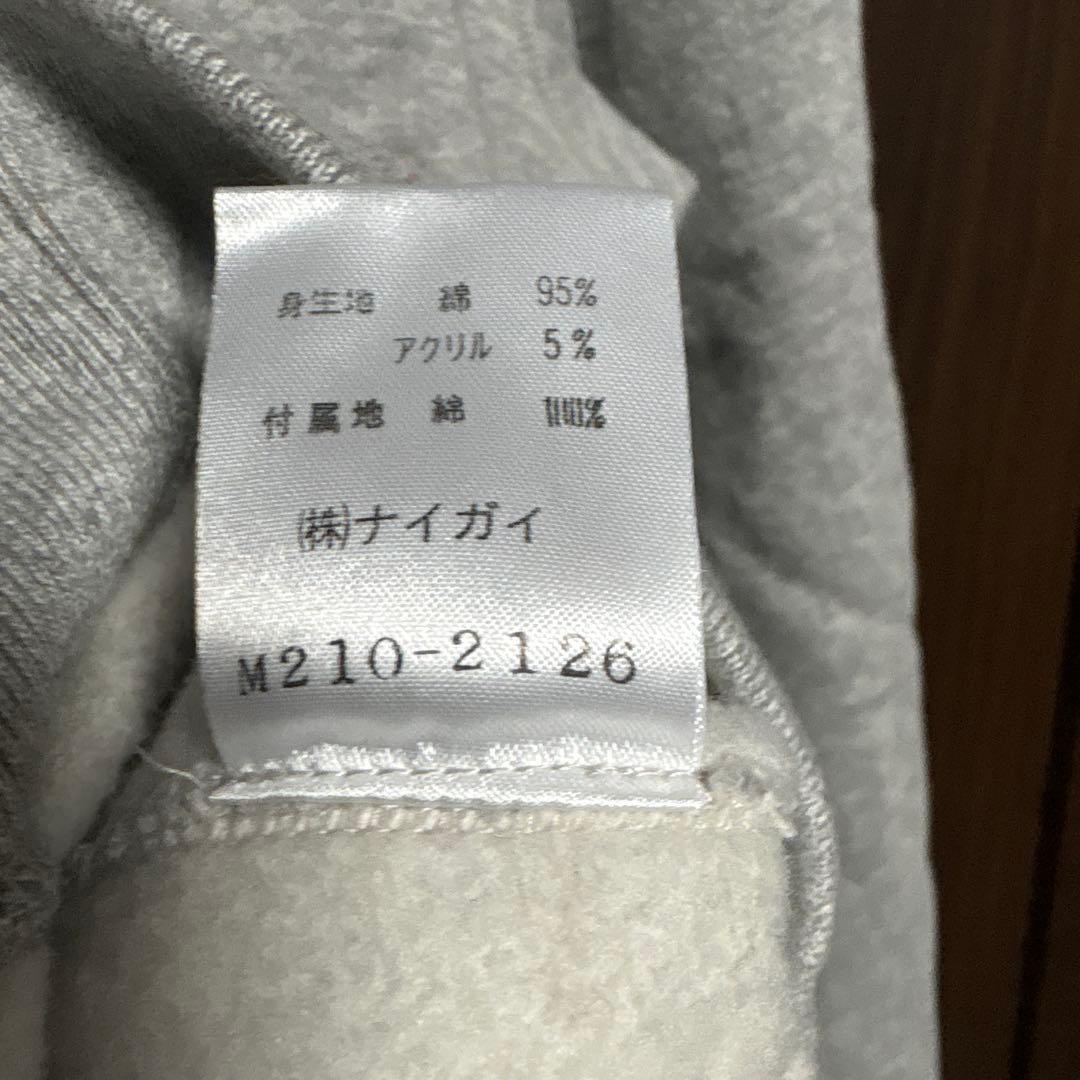 身生地 綿 95%
アクリル 5%
付属地 綿 100%
㈱ナイガイ
M210-2126